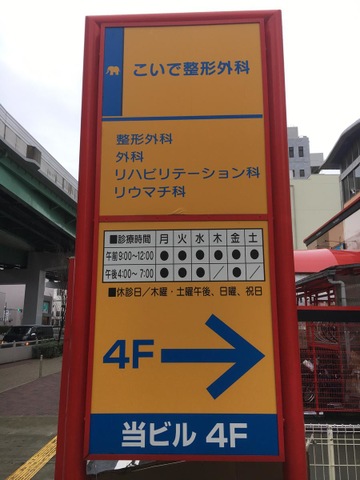 こいで整形外科
整形外科
外科
リハビリテーション科
リウマチ科
■診療時間 月 火 水 木 金 土
午前9:00~12:00 ● ● ● ● ● ●
午後4:00~7:00 ● ● ● / ● /
■休診日/木曜・土曜午後、日曜、祝日
4F
当ビル 4F